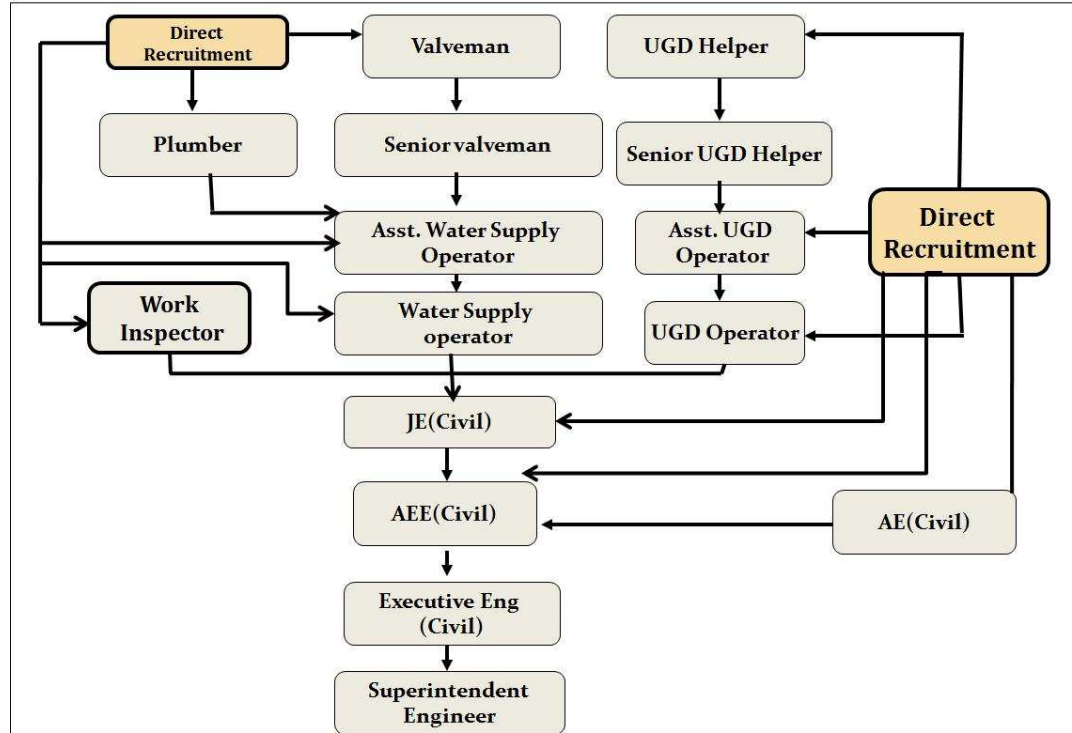 Direct
Recruitment
Valveman
UGD Helper
Plumber
Senior valveman
Senior UGD Helper
Direct
Recruitment
Asst. Water Supply
Operator
Asst. UGD
Operator
Work
Inspector
Water Supply
operator
UGD Operator
JE(Civil)
AEE(Civil)
AE(Civil)
Executive Eng
(Civil)
Superintendent
Engineer